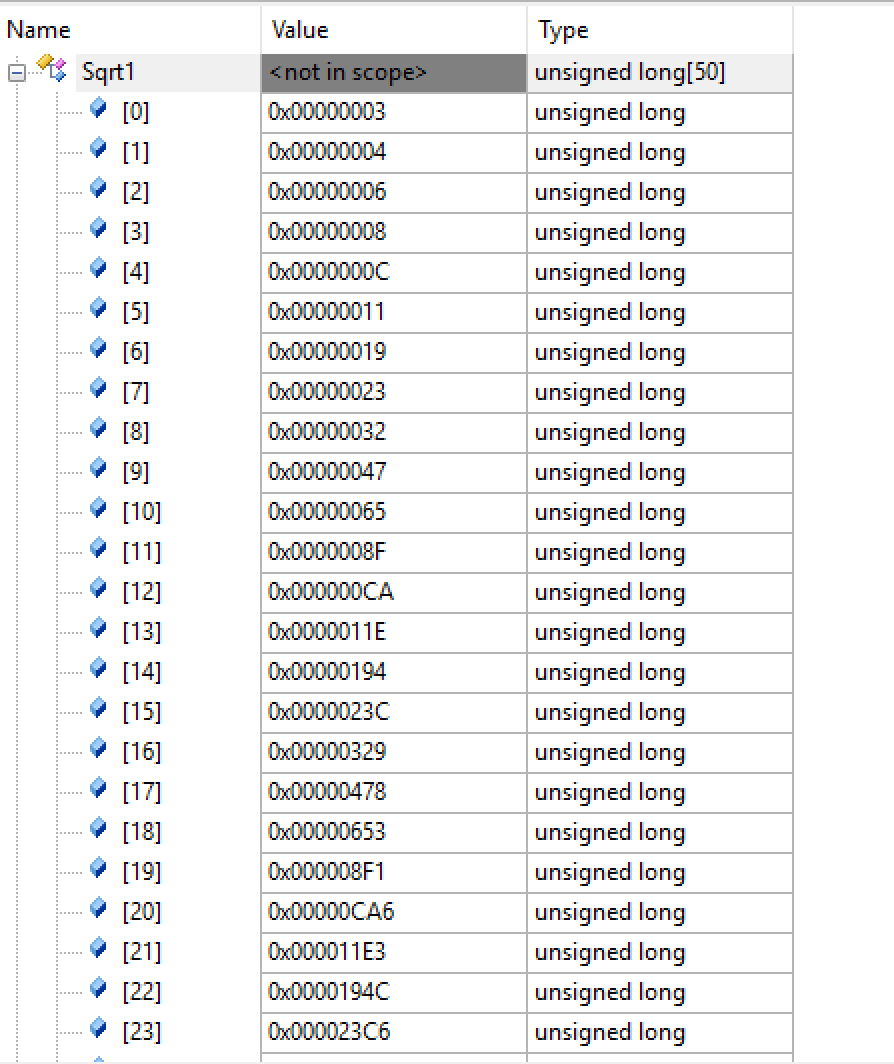 Name Value Type
Sqrt1 <not in scope> unsigned long[50]
[0] 0x00000003 unsigned long
[1] 0x00000004 unsigned long
[2] 0x00000006 unsigned long
[3] 0x00000008 unsigned long
[4] 0x0000000C unsigned long
[5] 0x00000011 unsigned long
[6] 0x00000019 unsigned long
[7] 0x00000023 unsigned long
[8] 0x00000032 unsigned long
[9] 0x00000047 unsigned long
[10] 0x00000065 unsigned long
[11] 0x0000008F unsigned long
[12] 0x000000CA unsigned long
[13] 0x0000011E unsigned long
[14] 0x00000194 unsigned long
[15] 0x0000023C unsigned long
[16] 0x00000329 unsigned long
[17] 0x00000478 unsigned long
[18] 0x00000653 unsigned long
[19] 0x000008F1 unsigned long
[20] 0x00000CA6 unsigned long
[21] 0x000011E3 unsigned long
[22] 0x0000194C unsigned long
[23] 0x000023C6 unsigned long